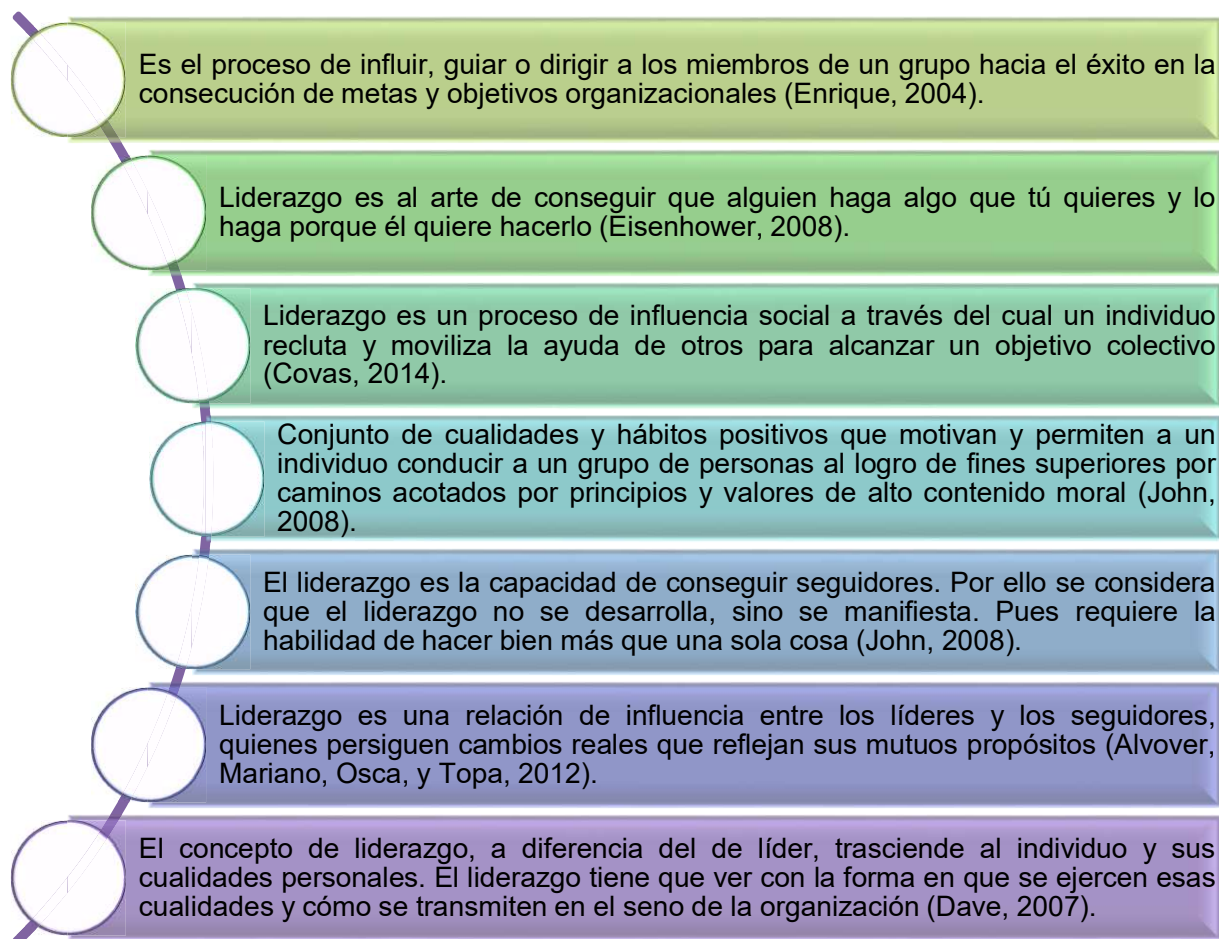 Es el proceso de influir, guiar o dirigir a los miembros de un grupo hacia el éxito en la
consecución de metas y objetivos organizacionales (Enrique, 2004).
Liderazgo es al arte de conseguir que alguien haga algo que tú quieres y lo
haga porque él quiere hacerlo (Eisenhower, 2008).
Liderazgo es un proceso de influencia social a través del cual un individuo
recluta y moviliza la ayuda de otros para alcanzar un objetivo colectivo
(Covas, 2014).
Conjunto de cualidades y hábitos positivos que motivan y permiten a un
individuo conducir a un grupo de personas al logro de fines superiores por
caminos acotados por principios y valores de alto contenido moral (John,
2008).
El liderazgo es la capacidad de conseguir seguidores. Por ello se considera
que el liderazgo no se desarrolla, sino se manifiesta. Pues requiere la
habilidad de hacer bien más que una sola cosa (John, 2008).
Liderazgo es una relación de influencia entre los líderes y los seguidores,
quienes persiguen cambios reales que reflejan sus mutuos propósitos (Alvover,
Mariano, Osca, y Topa, 2012).
El concepto de liderazgo, a diferencia del de líder, trasciende al individuo y sus
cualidades personales. El liderazgo tiene que ver con la forma en que se ejercen esas
cualidades y cómo se transmiten en el seno de la organización (Dave, 2007).